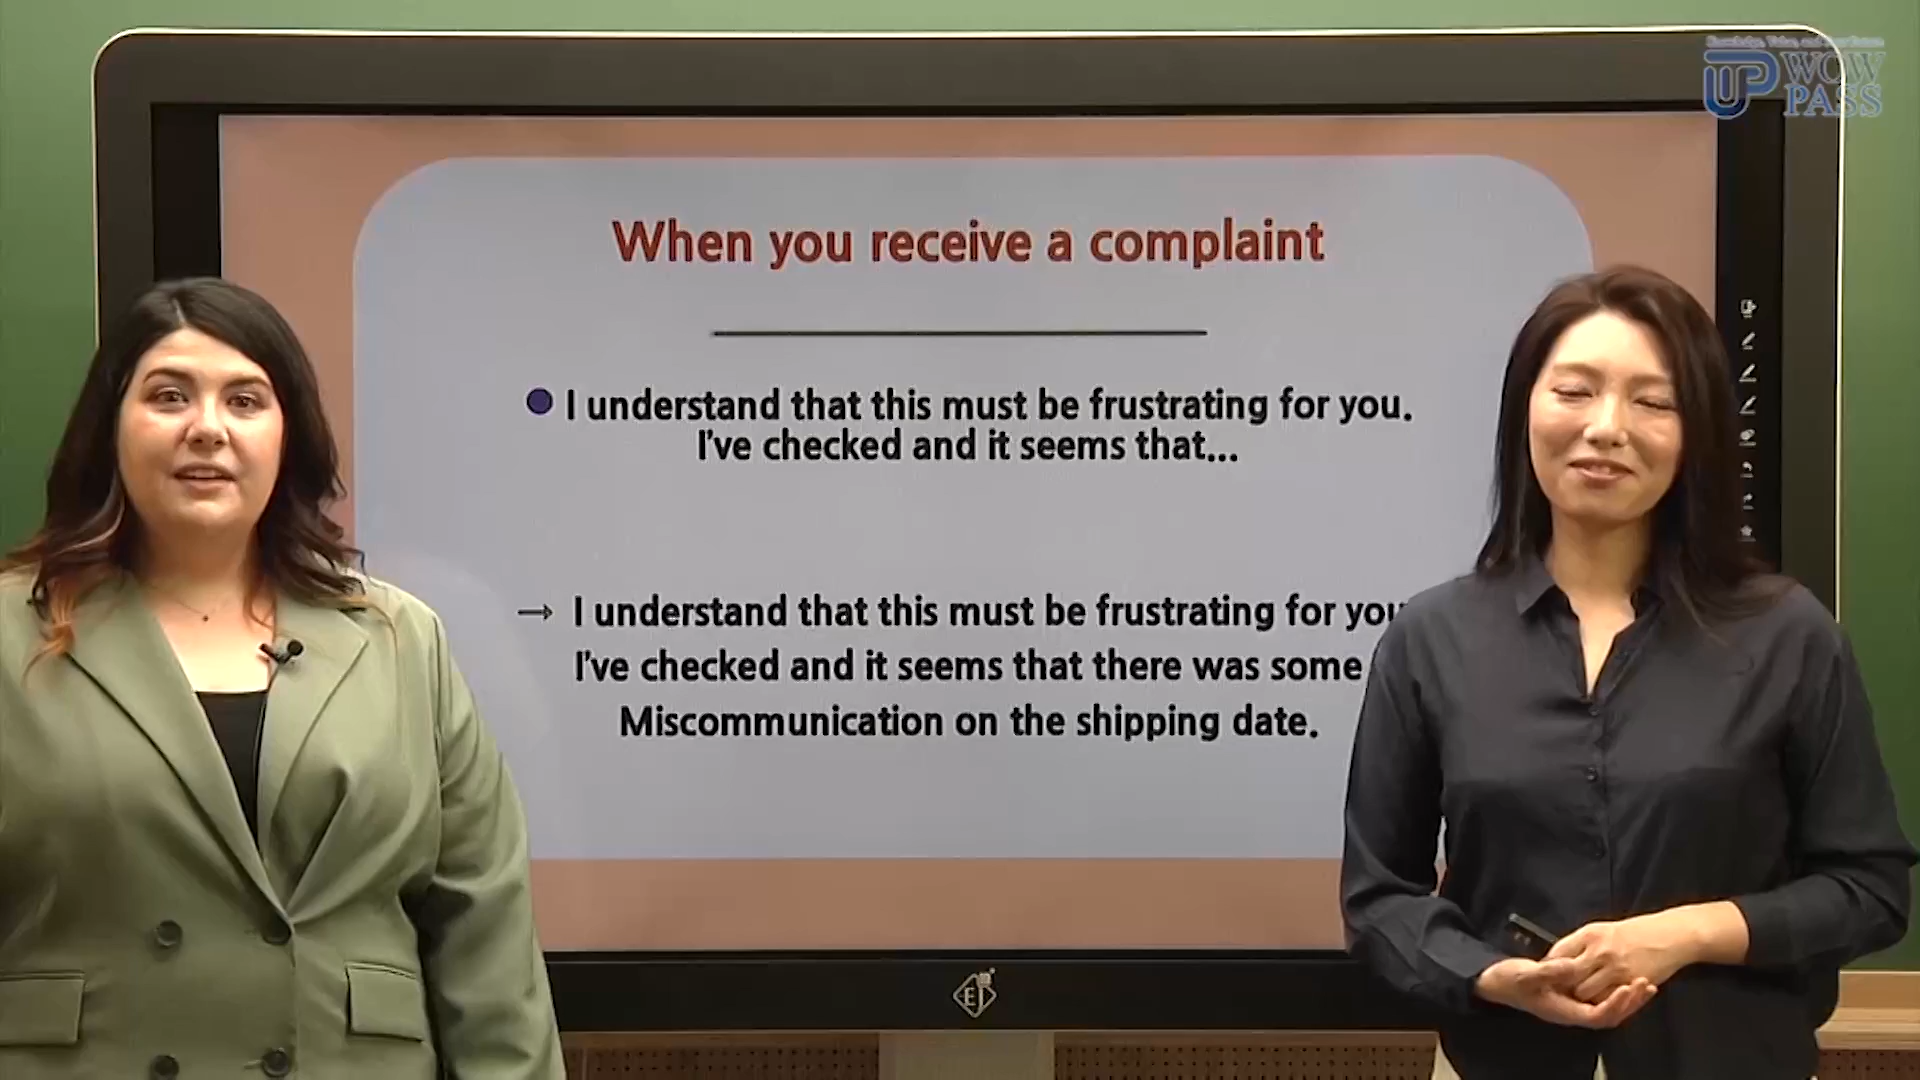 WOW
PASS
When you receive a complaint
I understand that this must be frustrating for you.
I've checked and it seems that...
→ I understand that this must be frustrating for you
I've checked and it seems that there was some
Miscommunication on the shipping date.